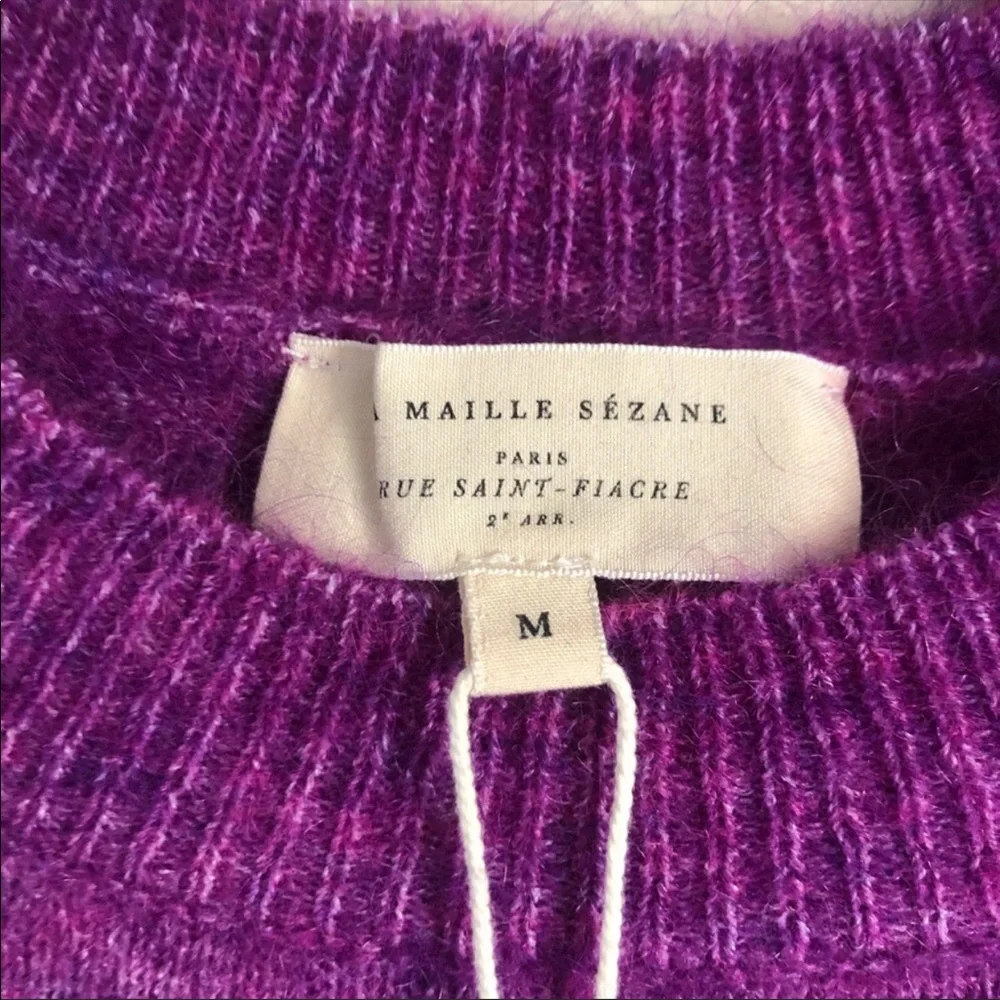 MAILLE SÉZANE
PARIS
RUE SAINT-FIACRE
2e ARR.
M